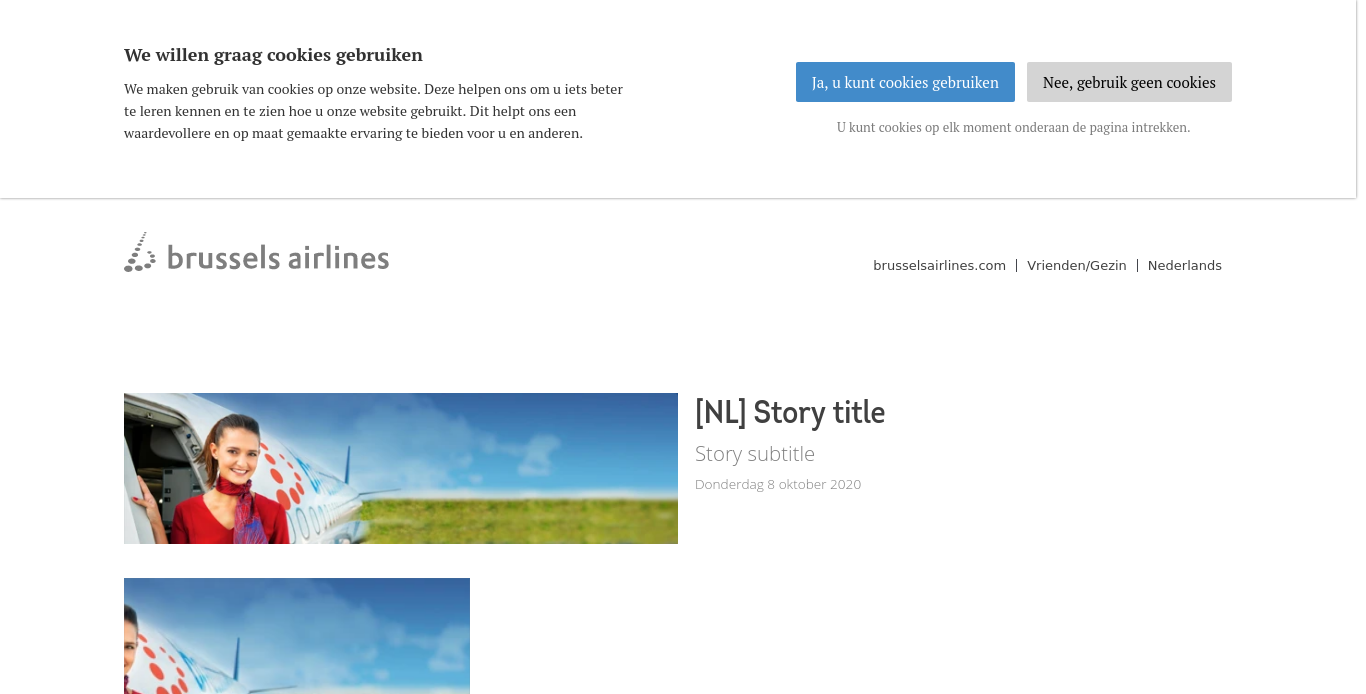 We willen graag cookies gebruiken
We maken gebruik van cookies op onze website. Deze helpen ons om u iets beter
te leren kennen en te zien hoe u onze website gebruikt. Dit helpt ons een
waardevollere en op maat gemaakte ervaring te bieden voor u en anderen.
Ja, u kunt cookies gebruiken
Nee, gebruik geen cookies
U kunt cookies op elk moment onderaan de pagina intrekken.
brussels airlines
brusselsairlines.com
Vrienden/Gezin
Nederlands
[NL] Story title
Story subtitle
Donderdag 8 oktober 2020